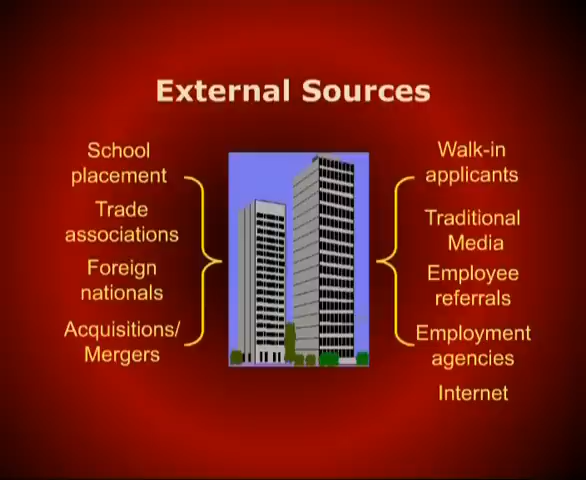 External Sources
School
placement
Trade
associations
Foreign
nationals
Acquisitions/
Mergers
Walk-in
applicants
Traditional
Media
Employee
referrals
Employment
agencies
Internet